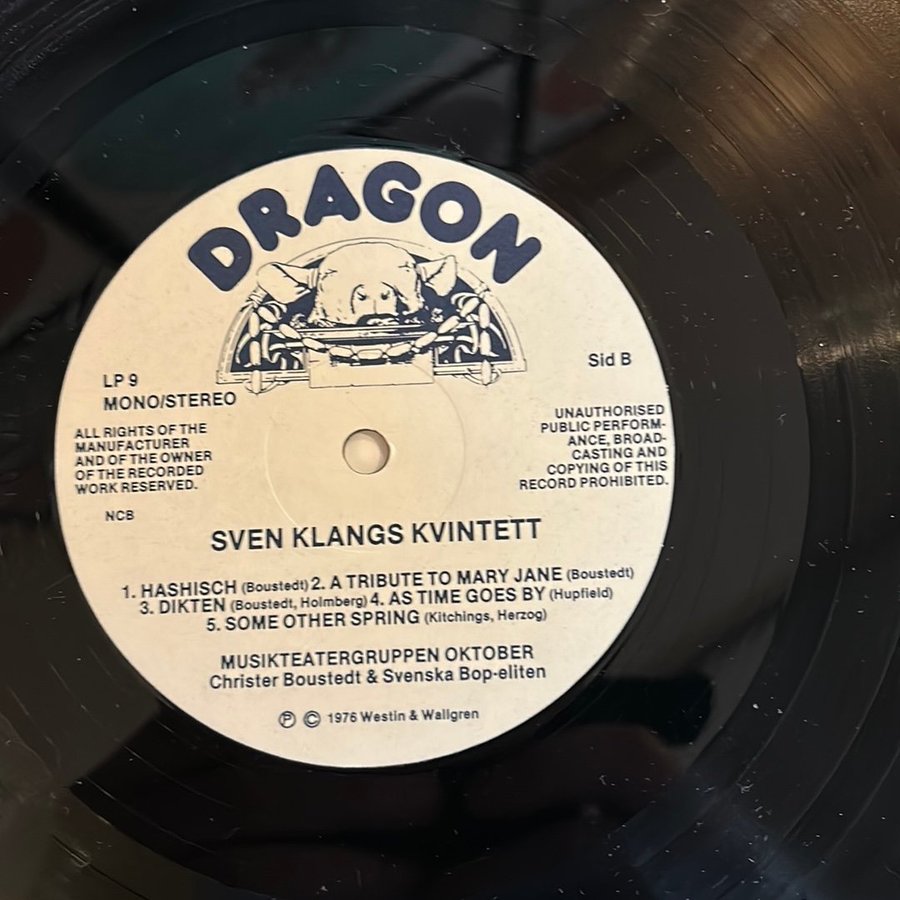 DRAGON
LP 9
MONO/STEREO
Sid B
ALL RIGHTS OF THE
MANUFACTURER
AND OF THE OWNER
OF THE RECORDED
WORK RESERVED.
UNAUTHORISED
PUBLIC PERFORM-
ANCE, BROAD-
CASTING AND
COPYING OF THIS
RECORD PROHIBITED.
NCB
SVEN KLANGS KVINTETT
1. HASHISCH (Boustedt) 2. A TRIBUTE TO MARY JANE (Boustedt)
3. DIKTEN (Boustedt, Holmberg) 4. AS TIME GOES BY (Hupfield)
5. SOME OTHER SPRING (Kitchings, Herzog)
MUSIKTEATERGRUPPEN OKTOBER
Christer Boustedt & Svenska Bop-eliten
Ⓟ © 1976 Westin & Wallgren